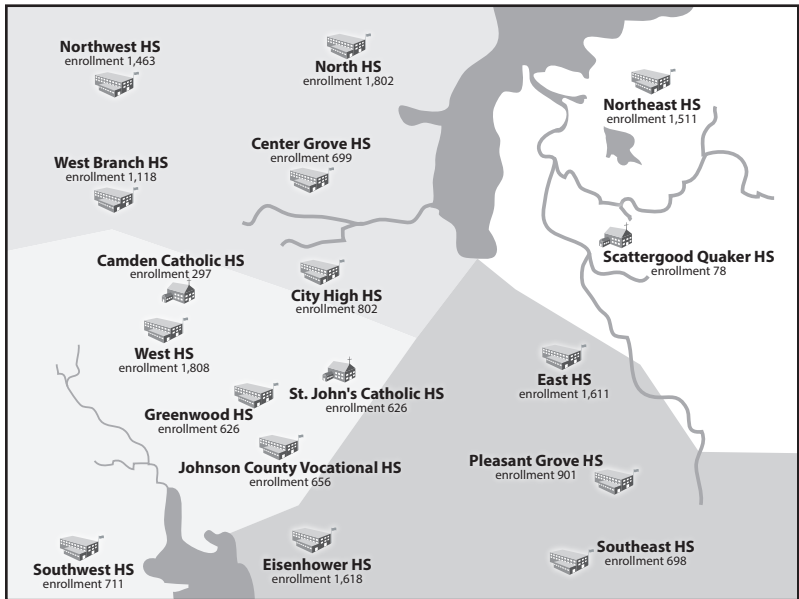 Northwest HS
enrollment 1,463
North HS
enrollment 1,802
Northeast HS
enrollment 1,511
Center Grove HS
enrollment 699
West Branch HS
enrollment 1,118
Scattergood Quaker HS
enrollment 78
Camden Catholic HS
enrollment 297
City High HS
enrollment 802
West HS
enrollment 1,808
East HS
enrollment 1,611
St. John's Catholic HS
enrollment 626
Greenwood HS
enrollment 626
Johnson County Vocational HS
enrollment 656
Pleasant Grove HS
enrollment 901
Southwest HS
enrollment 711
Eisenhower HS
enrollment 1,618
Southeast HS
enrollment 698